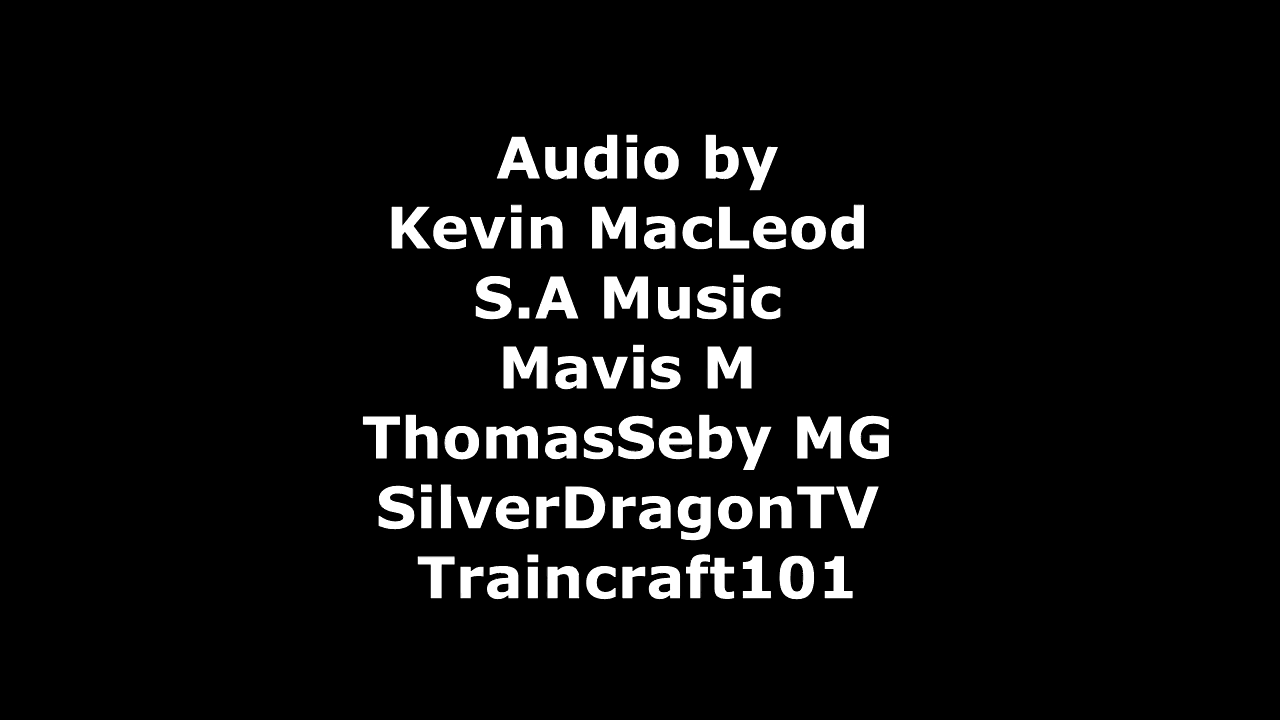 Audio by
Kevin MacLeod
S.A Music
Mavis M
ThomasSeby MG
SilverDragonTV
Traincraft101